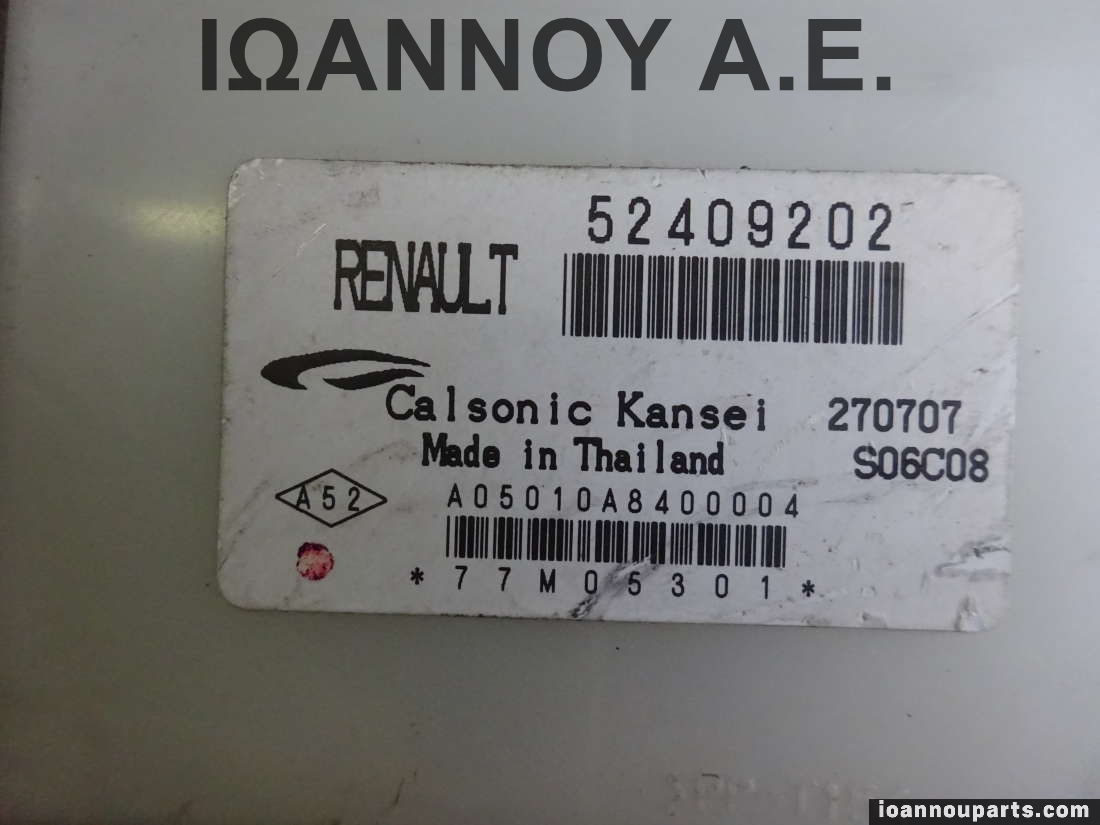 ΙΩΑΝΝΟΥ Α.Ε.
52409202
RENAULT
Calsonic Kansei 270707
Made in Thailand S06C08
A52 A05010A8400004
*77M05301*
ioannouparts.com